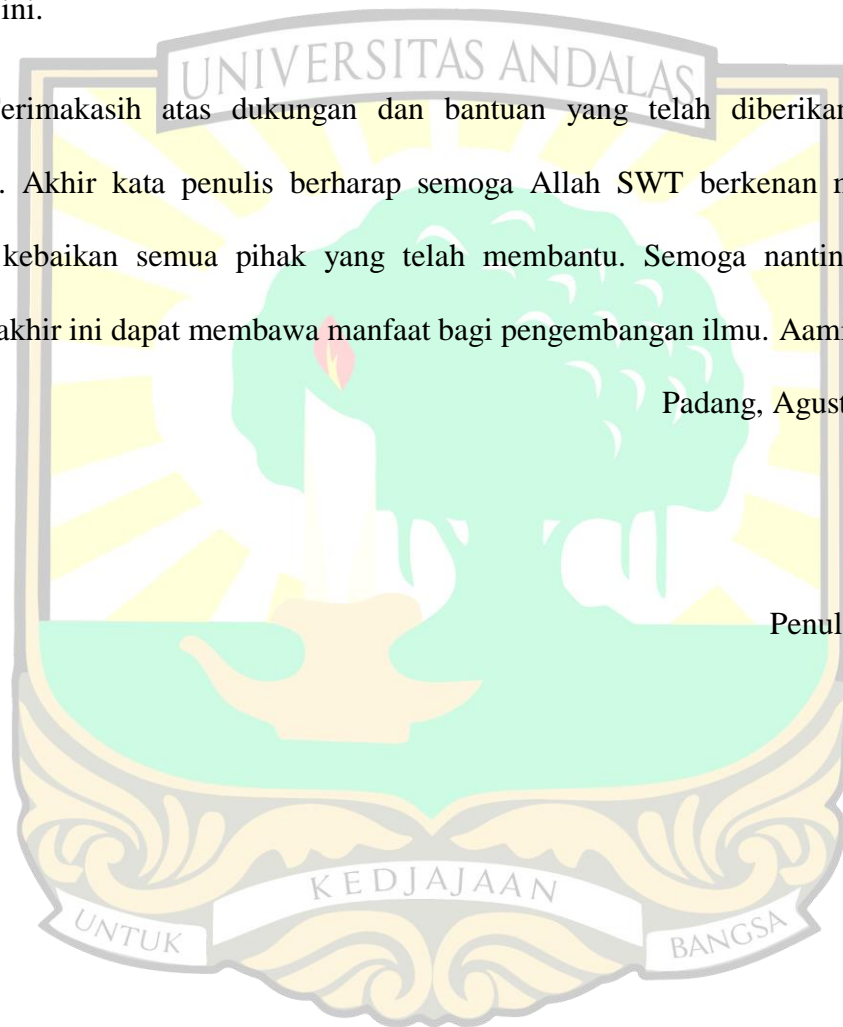 ini.
UNIVERSITAS ANDALAS
erimakasih atas dukungan dan bantuan yang telah diberikan
. Akhir kata penulis berharap semoga Allah SWT berkenan
kebaikan semua pihak yang telah membantu. Semoga nantin
akhir ini dapat membawa manfaat bagi pengembangan ilmu. Aami
Padang, Agust
Penul
KEDJAJAAN
UNTUK BANGSA